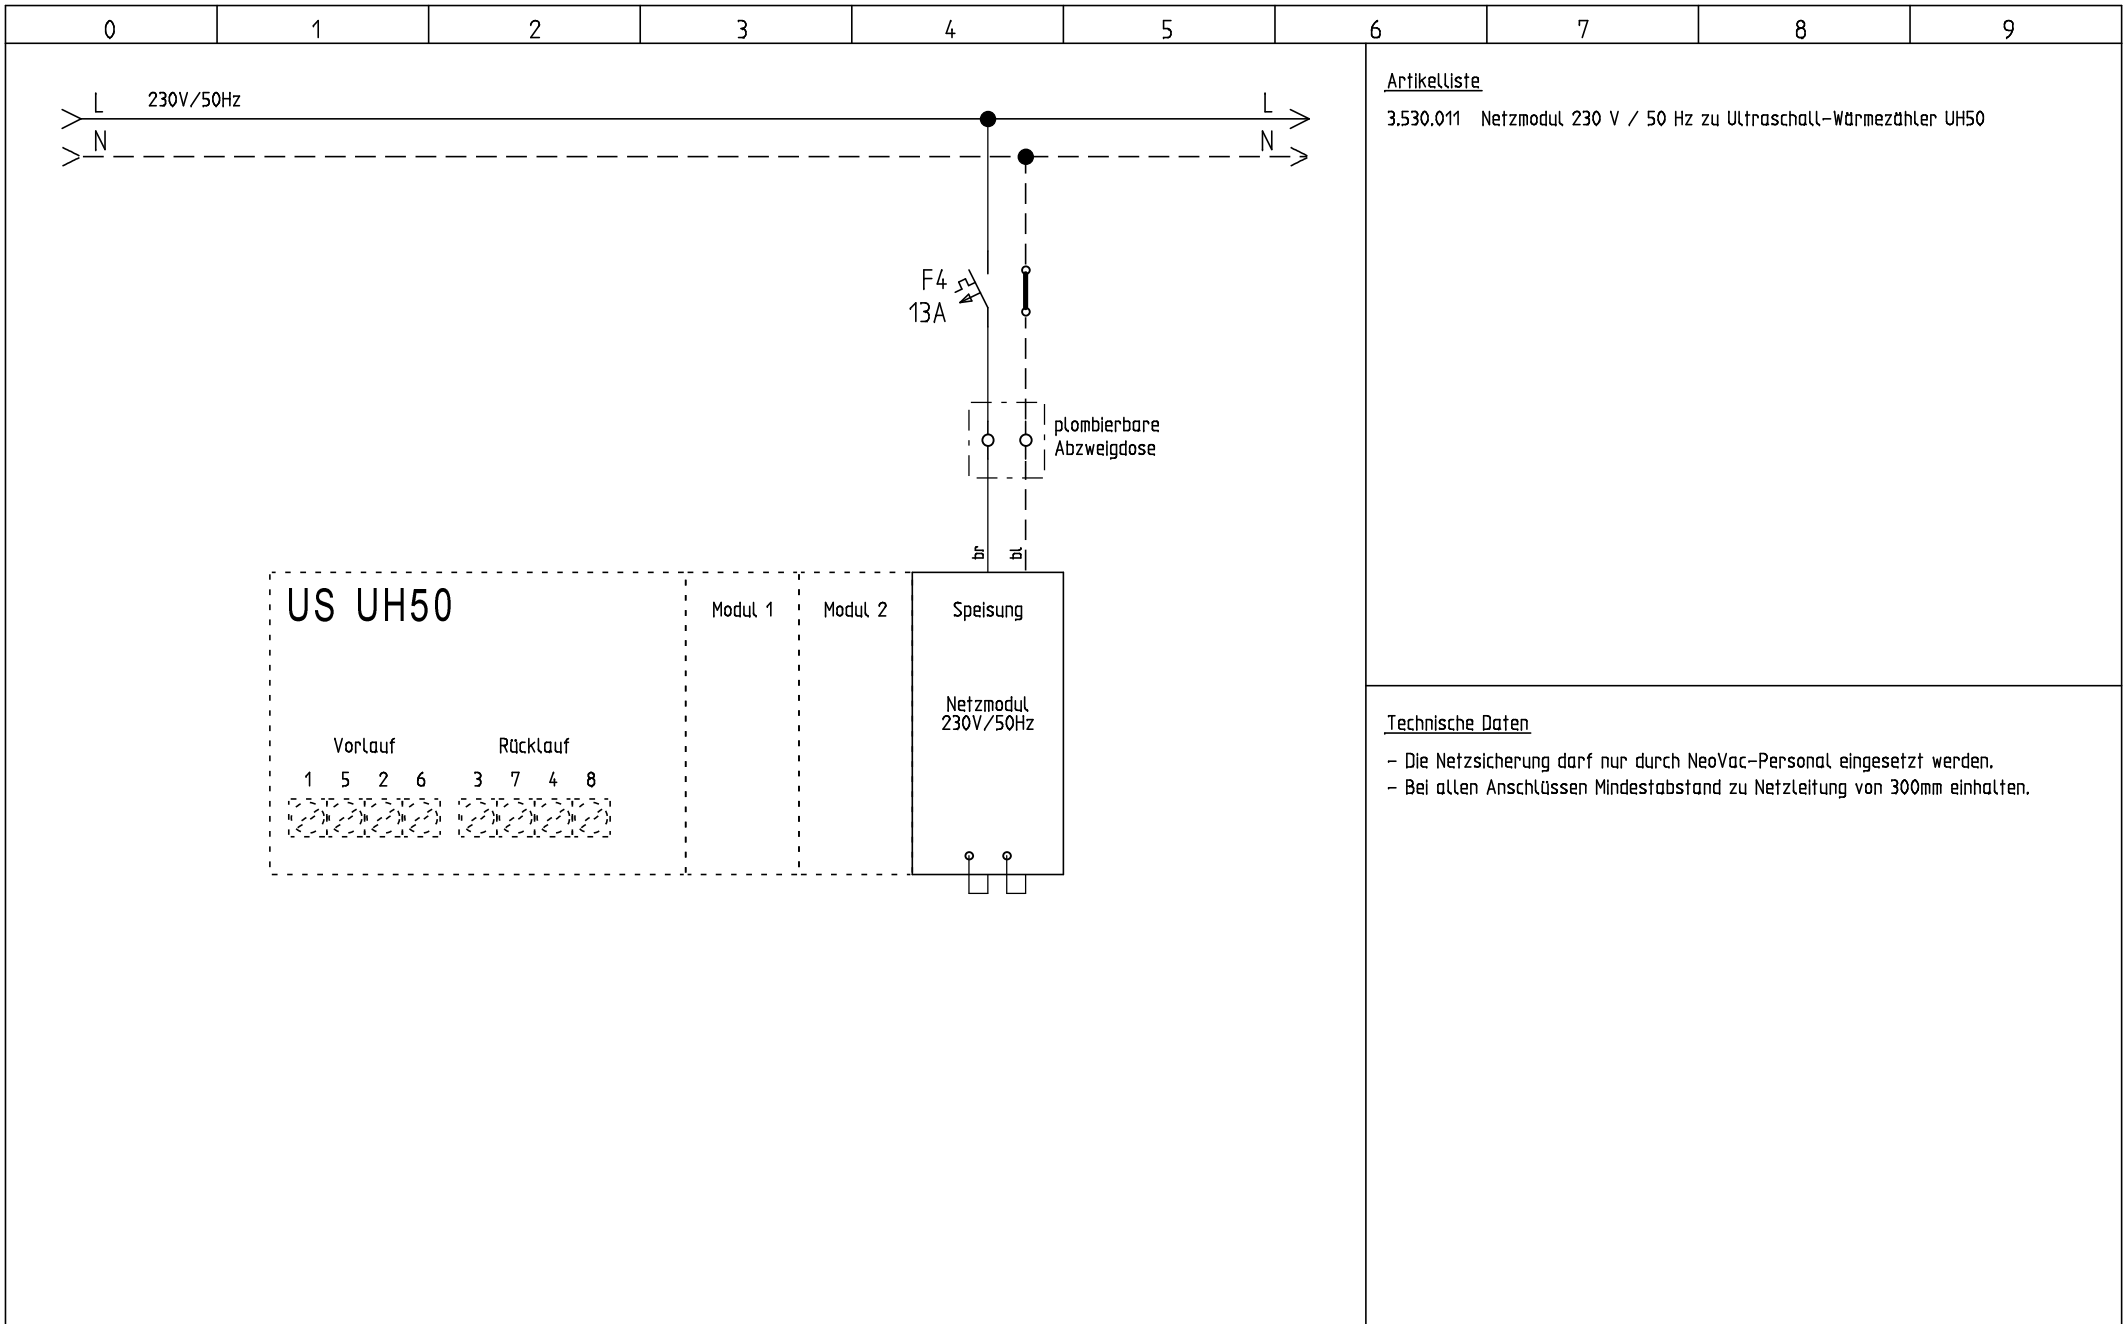 0 1 2 3 4 5 6 7 8 9
L 230V/50Hz L
N N
F4
13A
plombierbare
Abzweigdose
br bl
US UH50
Modul 1 Modul 2 Speisung
Netzmodul
230V/50Hz
Vorlauf Rücklauf
1 5 2 6 3 7 4 8
Artikelliste
3.530.011 Netzmodul 230 V / 50 Hz zu Ultraschall-Wärmezähler UH50
Technische Daten
- Die Netzsicherung darf nur durch NeoVac-Personal eingesetzt werden.
- Bei allen Anschlüssen Mindestabstand zu Netzleitung von 300mm einhalten.